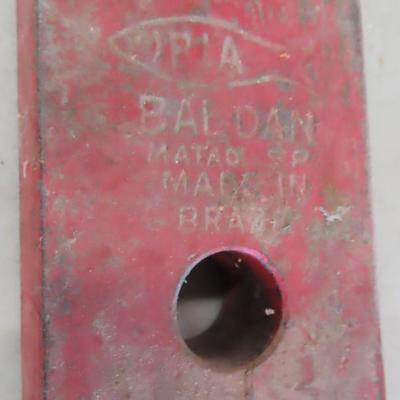 BALDAN
MATAO SP
MADE IN
BRAZIL